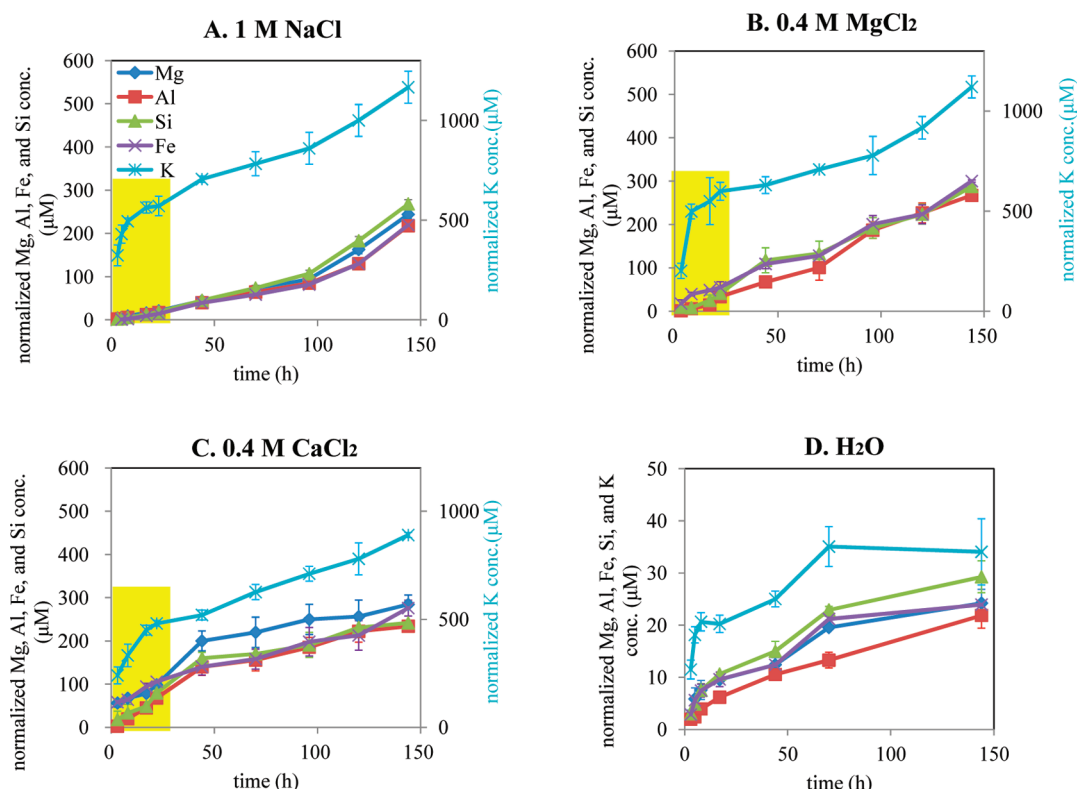 A. 1 M NaCl
600
500
400
300
200
100
0
normalized Mg, Al, Fe, and Si conc.
(μM)
Mg
Al
Si
Fe
K
1000
500
0
normalized K conc.(μM)
0
50
100
150
time (h)
B. 0.4 M MgCl2
600
500
400
300
200
100
0
normalized Mg, Al, Fe, and Si conc.
(μM)
1000
500
0
normalized K conc.(μM)
0
50
100
150
time (h)
C. 0.4 M CaCl2
600
500
400
300
200
100
0
normalized Mg, Al, Fe, and Si conc.
(μM)
1000
500
0
normalized K conc.(μM)
0
50
100
150
time (h)
D. H2O
50
40
30
20
10
0
normalized Mg, Al, Fe, Si, and K
conc. (μM)
0
50
100
150
time (h)